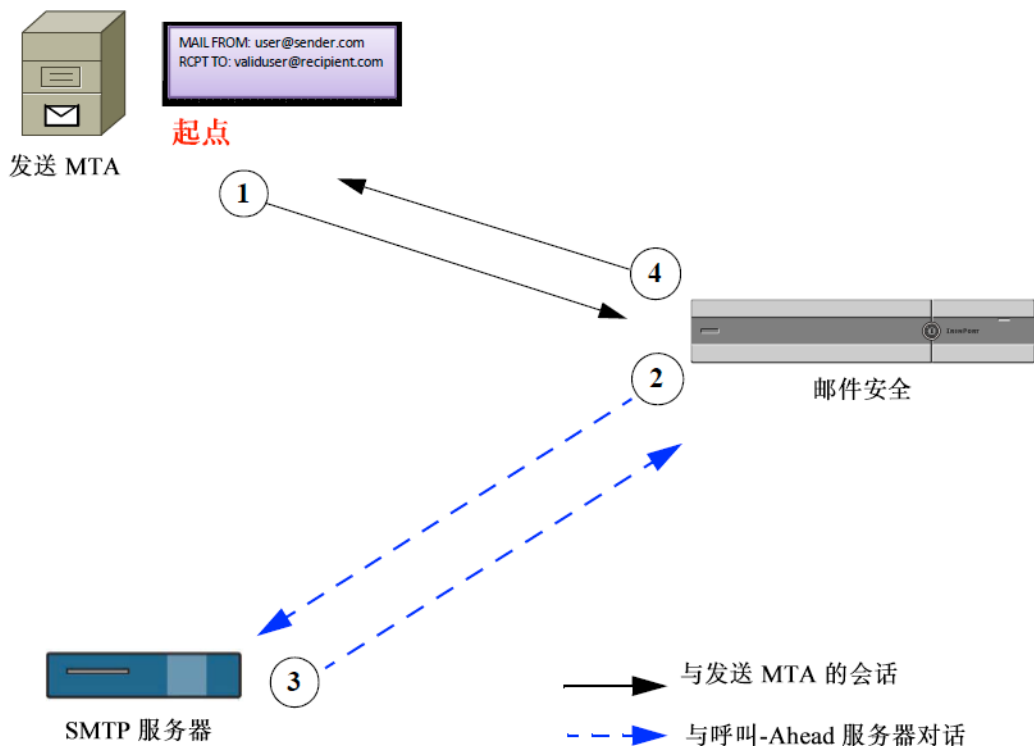 MAIL FROM: user@sender.com
RCPT TO: validuser@recipient.com
起点
发送 MTA
1
4
IRONPORT
2
邮件安全
3
SMTP 服务器
与发送 MTA 的会话
与呼叫-Ahead 服务器对话